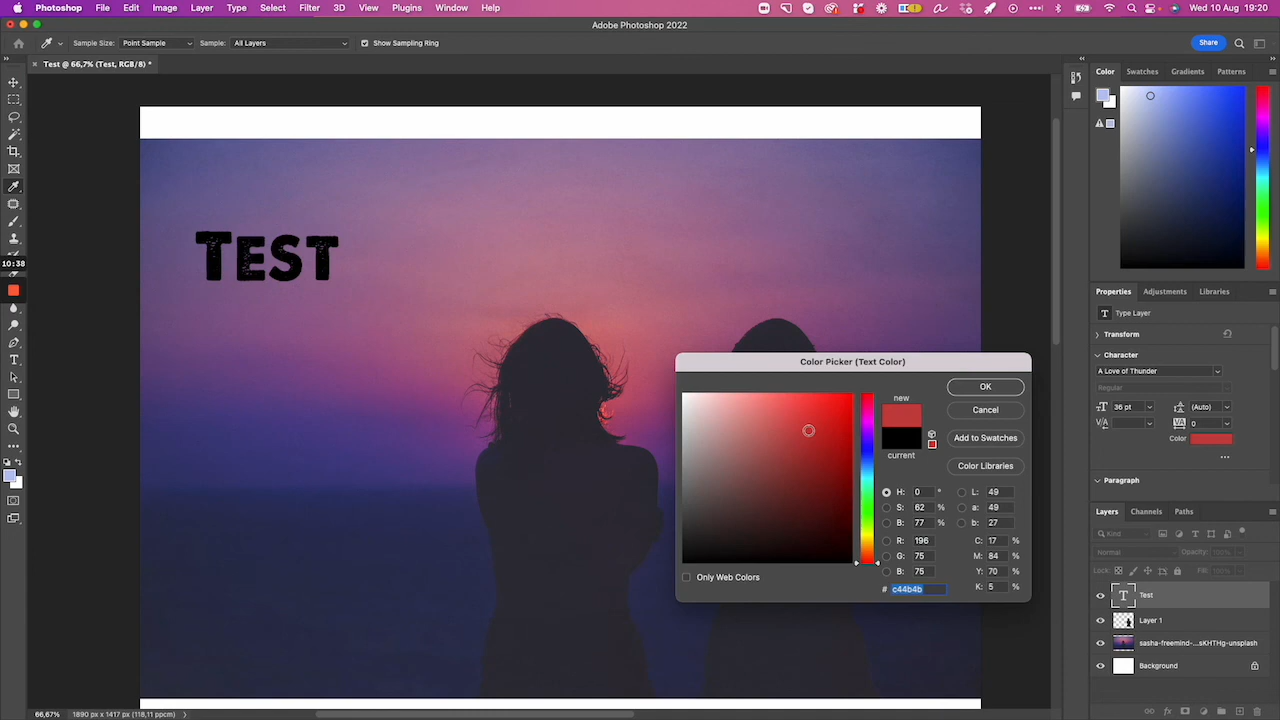 Photoshop File Edit Image Layer Type Select Filter 3D View Plugins Window Help Wed 10 Aug 19:20
Adobe Photoshop 2022
Sample Size: Point Sample Sample: All Layers Show Sampling Ring Share
Test @ 66,7% (Test, RGB/8) *
Color Swatches Gradients Patterns
TEST
10:38
Properties Adjustments Libraries
T Type Layer
Transform
Character
A Love of Thunder
Regular
36 pt (Auto)
0
Color
Paragraph
Color Picker (Text Color)
new
current
OK
Cancel
Add to Swatches
Color Libraries
H: 0 ° L: 49
S: 62 % a: 49
B: 77 % b: 27
R: 196 C: 17 %
G: 75 M: 84 %
B: 75 Y: 70 %
# c44b4b K: 5 %
Only Web Colors
Layers Channels Paths
Kind
Normal Opacity: 100%
Lock: Fill: 100%
T Test
Layer 1
sasha-freemind-...sKHTHg-unsplash
Background
66,67% 1890 px x 1417 px (118,11 ppcm)